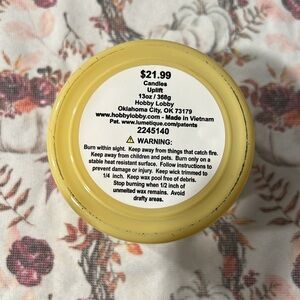 $21.99
Candles
Uplift
13oz / 368g
Hobby Lobby
Oklahoma City, OK 73179
www.hobbylobby.com - Made in Vietnam
Pat. www.lumetique.com/patents
2245140
⚠ WARNING:
Burn within sight. Keep away from things that catch fire.
Keep away from children and pets. Burn only on a
stable heat resistant surface. Follow instructions to
prevent damage or injury. Keep wick trimmed to
1/4 inch. Keep wax pool free of debris.
Stop burning when 1/2 inch of
unmelted wax remains. Avoid
drafty areas.